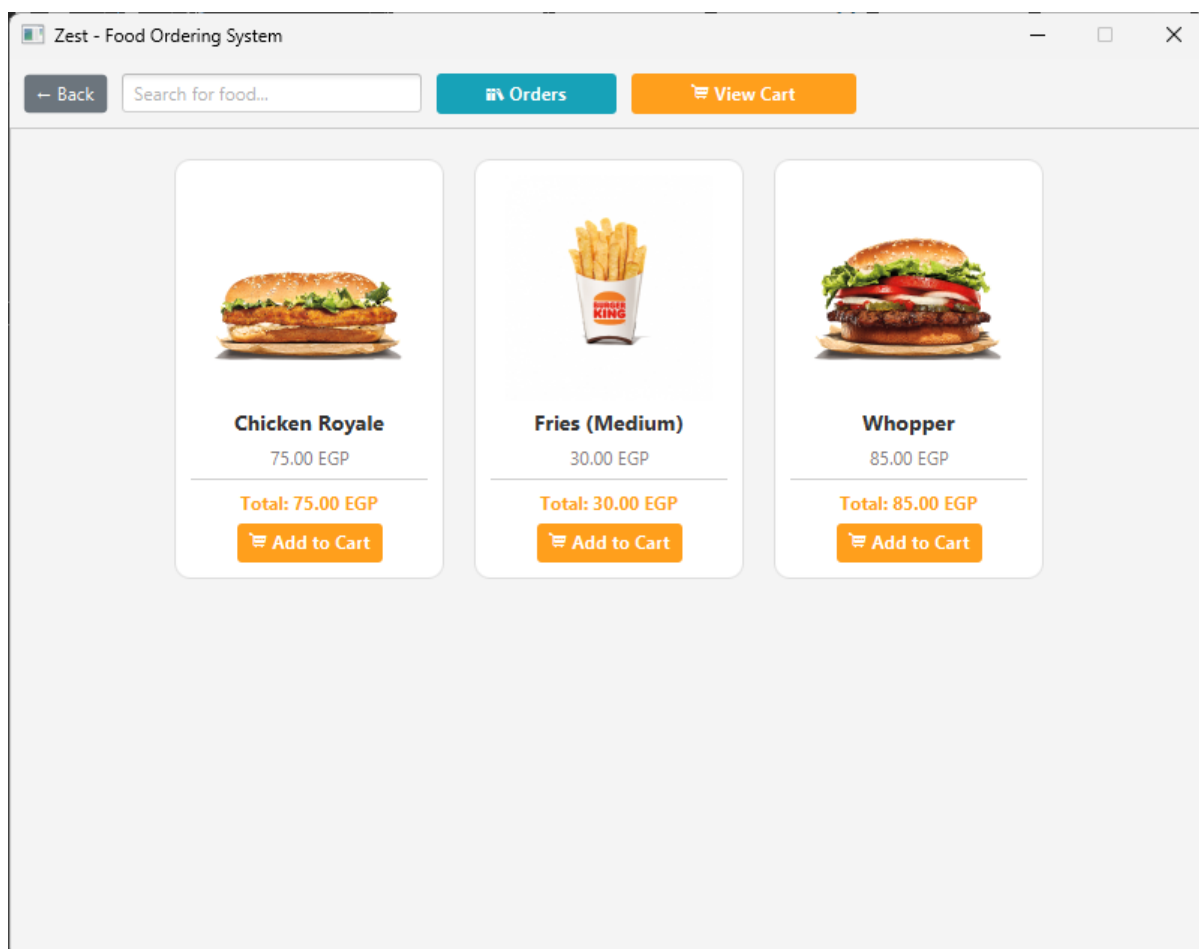 Zest - Food Ordering System
← Back
Search for food...
Orders
View Cart
BURGER
KING
Chicken Royale
75.00 EGP
Total: 75.00 EGP
Add to Cart
Fries (Medium)
30.00 EGP
Total: 30.00 EGP
Add to Cart
Whopper
85.00 EGP
Total: 85.00 EGP
Add to Cart